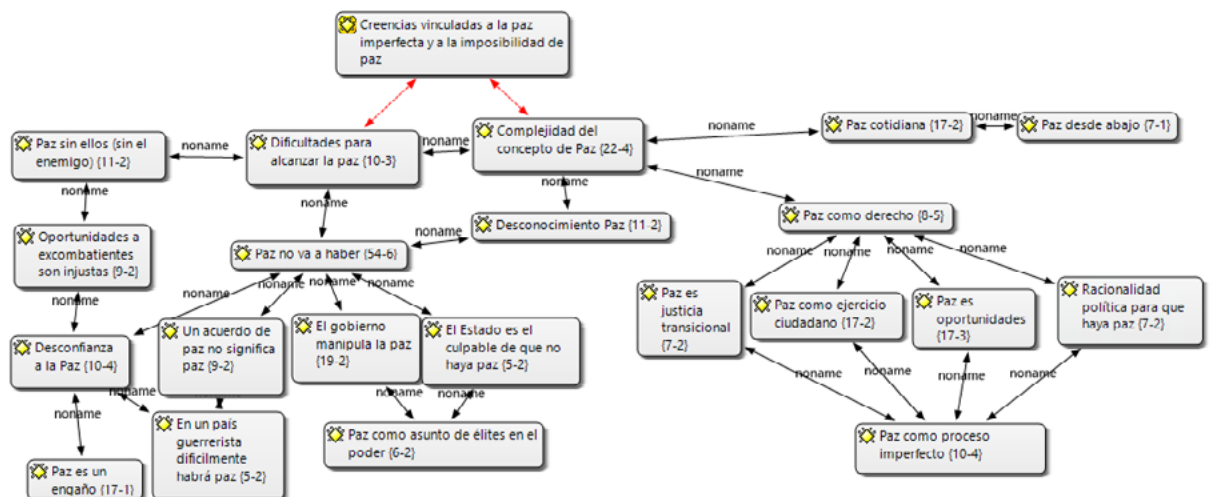 Creencias vinculadas a la paz
imperfecta y a la imposibilidad de
paz
Paz sin ellos (sin el
enemigo) {11-2}
noname
Dificultades para
alcanzar la paz {10-3}
noname
Complejidad del
concepto de Paz {22-4}
noname
Paz cotidiana {17-2}
noname
Paz desde abajo {7-1}
noname
noname
noname
noname
Oportunidades a
excombatientes
son injustas {9-2}
Paz no va a haber {54-6}
noname
Desconocimiento Paz {11-2}
Paz como derecho {8-5}
noname
noname
noname
noname
noname
noname
noname
noname
noname
Desconfianza
a la Paz {10-4}
Un acuerdo de
paz no significa
paz {9-2}
El gobierno
manipula la paz
{19-2}
El Estado es el
culpable de que no
haya paz {5-2}
Paz es
justicia
transicional
{7-2}
Paz como ejercicio
ciudadano {17-2}
Paz es
oportunidades
{17-3}
Racionalidad
política para que
haya paz {7-2}
noname
noname
noname
noname
noname
noname
noname
noname
Paz es un
engaño {17-1}
En un país
guerrerista
dificilmente
habrá paz {5-2}
Paz como asunto de élites en el
poder {6-2}
Paz como proceso
imperfecto {10-4}